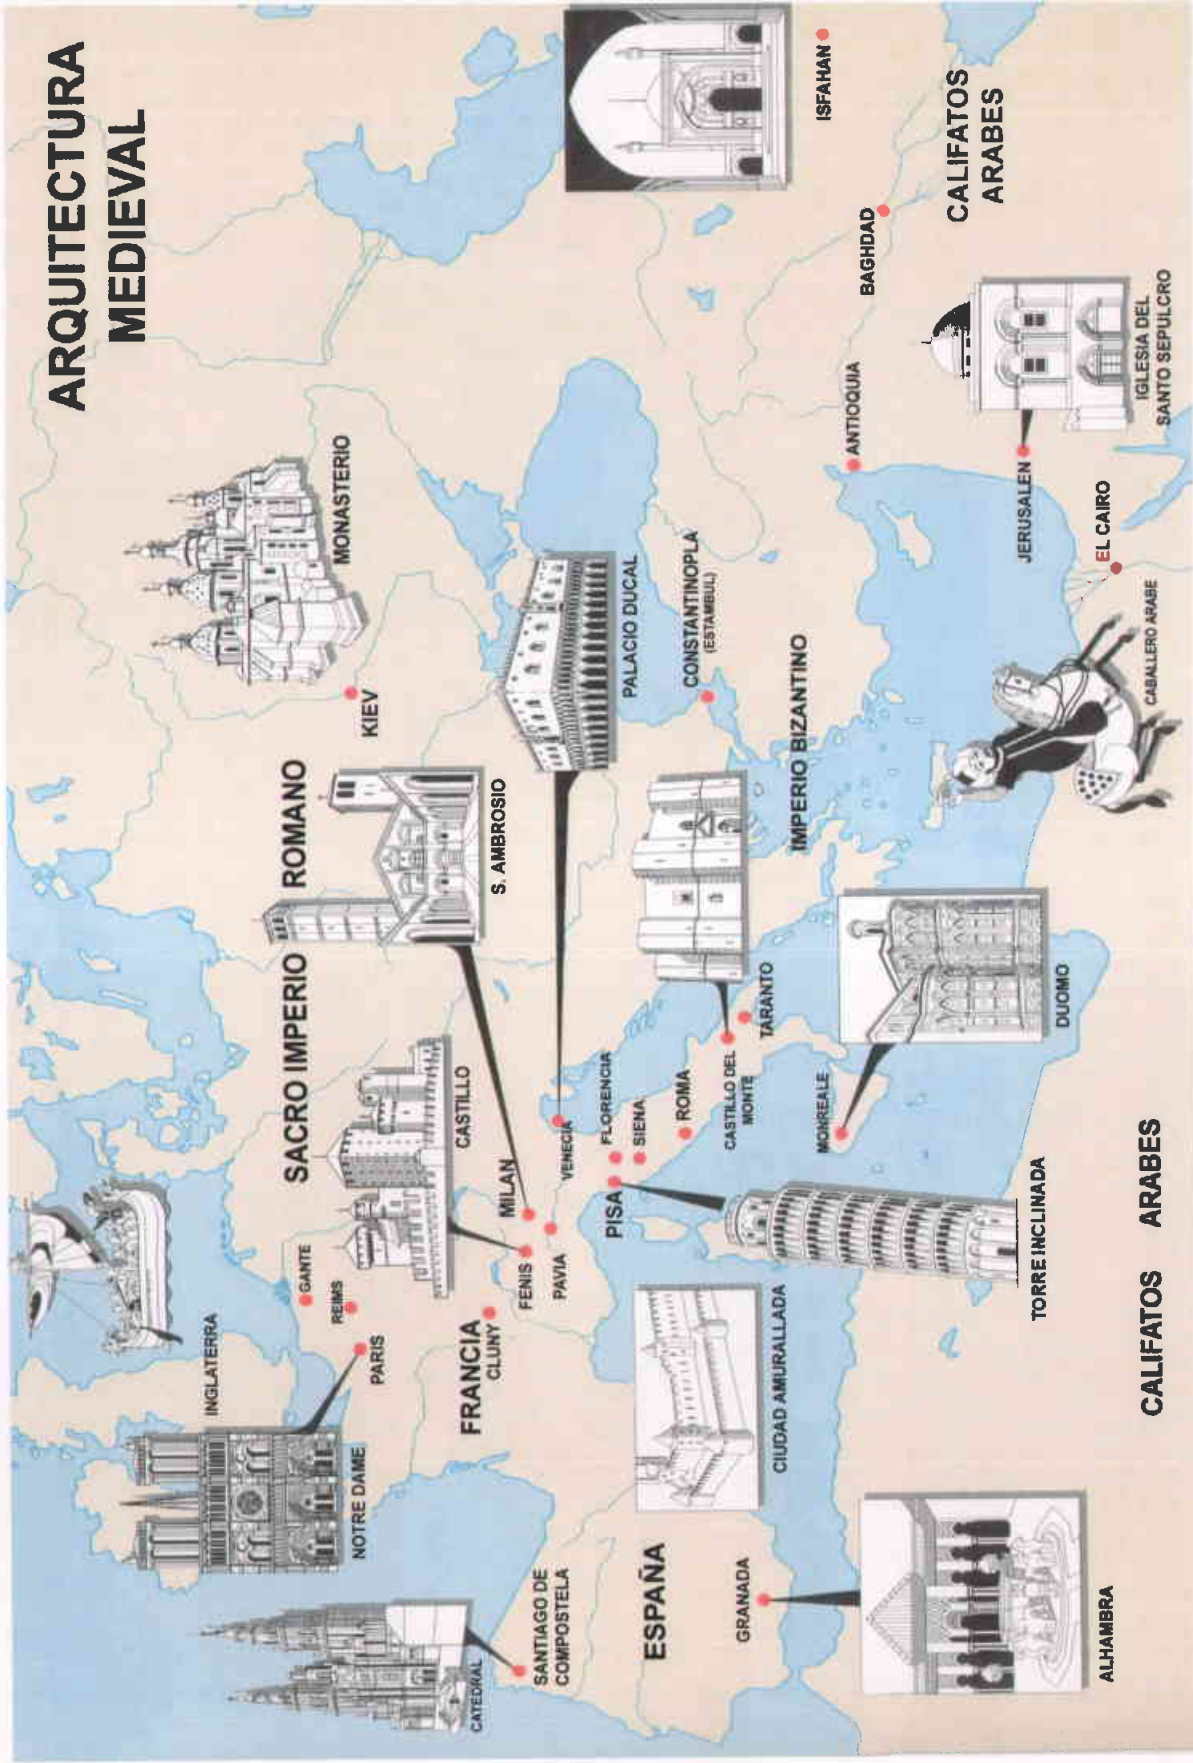 ARQUITECTURA
MEDIEVAL
INGLATERRA
NOTRE DAME
CATEDRAL
SANTIAGO DE
COMPOSTELA
GANTE
REIMS
PARIS
FRANCIA
CLUNY
SACRO IMPERIO ROMANO
CASTILLO
MILAN
FENIS
PAVIA
S. AMBROSIO
VENECIA
KIEV
MONASTERIO
PALACIO DUCAL
PISA
FLORENCIA
SIENA
ROMA
CASTILLO DEL
MONTE
TARANTO
CONSTANTINOPLA
(ESTAMBUL)
IMPERIO BIZANTINO
ESPAÑA
GRANADA
CIUDAD AMURALLADA
ALHAMBRA
TORRE INCLINADA
MONREALE
DUOMO
CALIFATOS ARABES
CABALLERO ARABE
EL CAIRO
JERUSALEN
IGLESIA DEL
SANTO SEPULCRO
ANTIOQUIA
BAGHDAD
ISFAHAN
CALIFATOS
ARABES